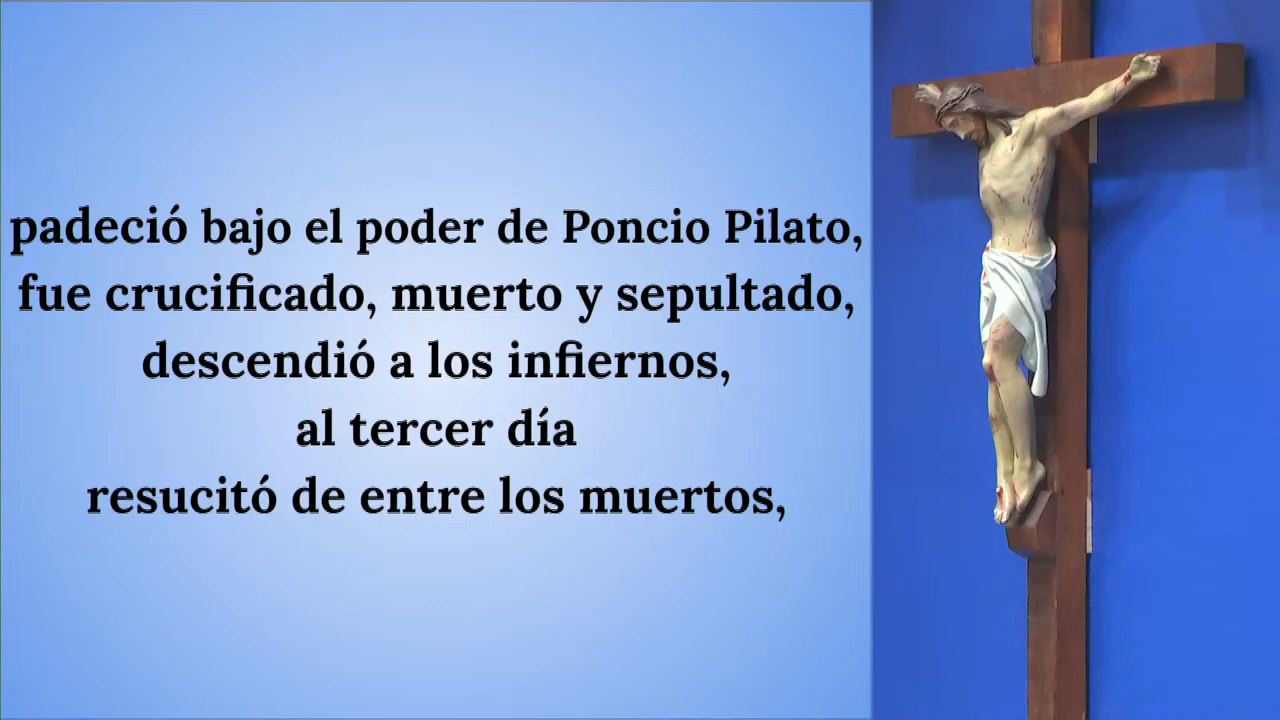 padeció bajo el poder de Poncio Pilato,
fue crucificado, muerto y sepultado,
descendió a los infiernos,
al tercer día
resucitó de entre los muertos,